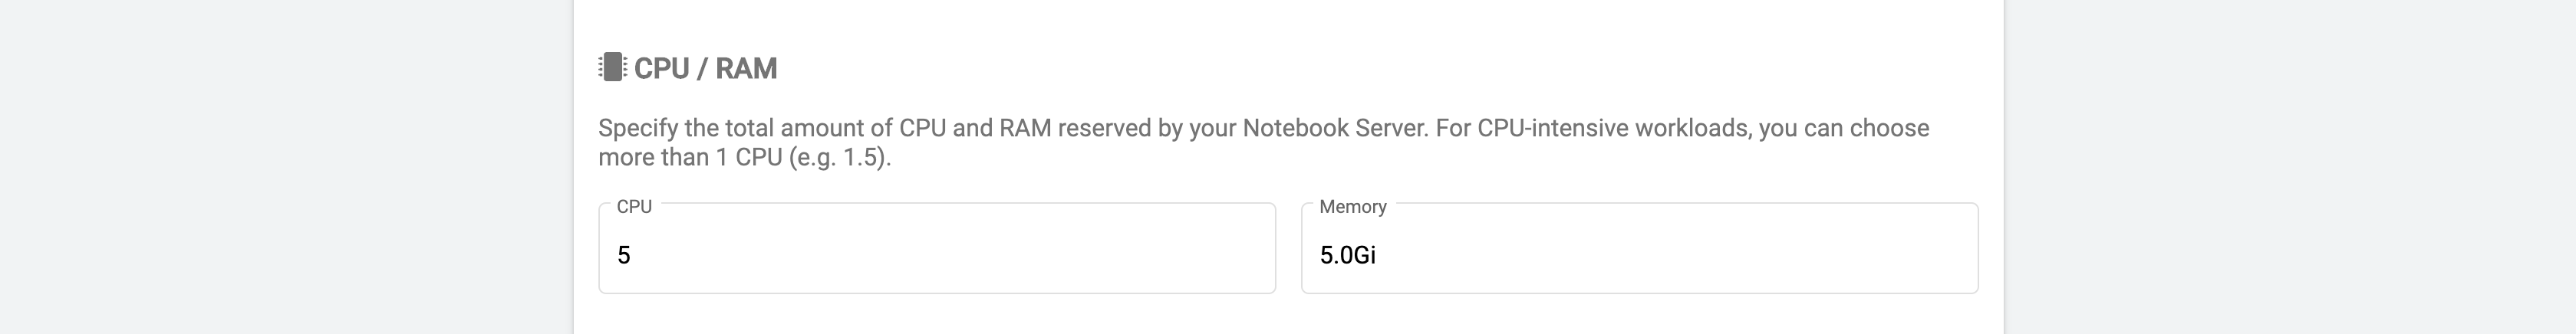 CPU / RAM
Specify the total amount of CPU and RAM reserved by your Notebook Server. For CPU-intensive workloads, you can choose
more than 1 CPU (e.g. 1.5).
CPU
5
Memory
5.0Gi